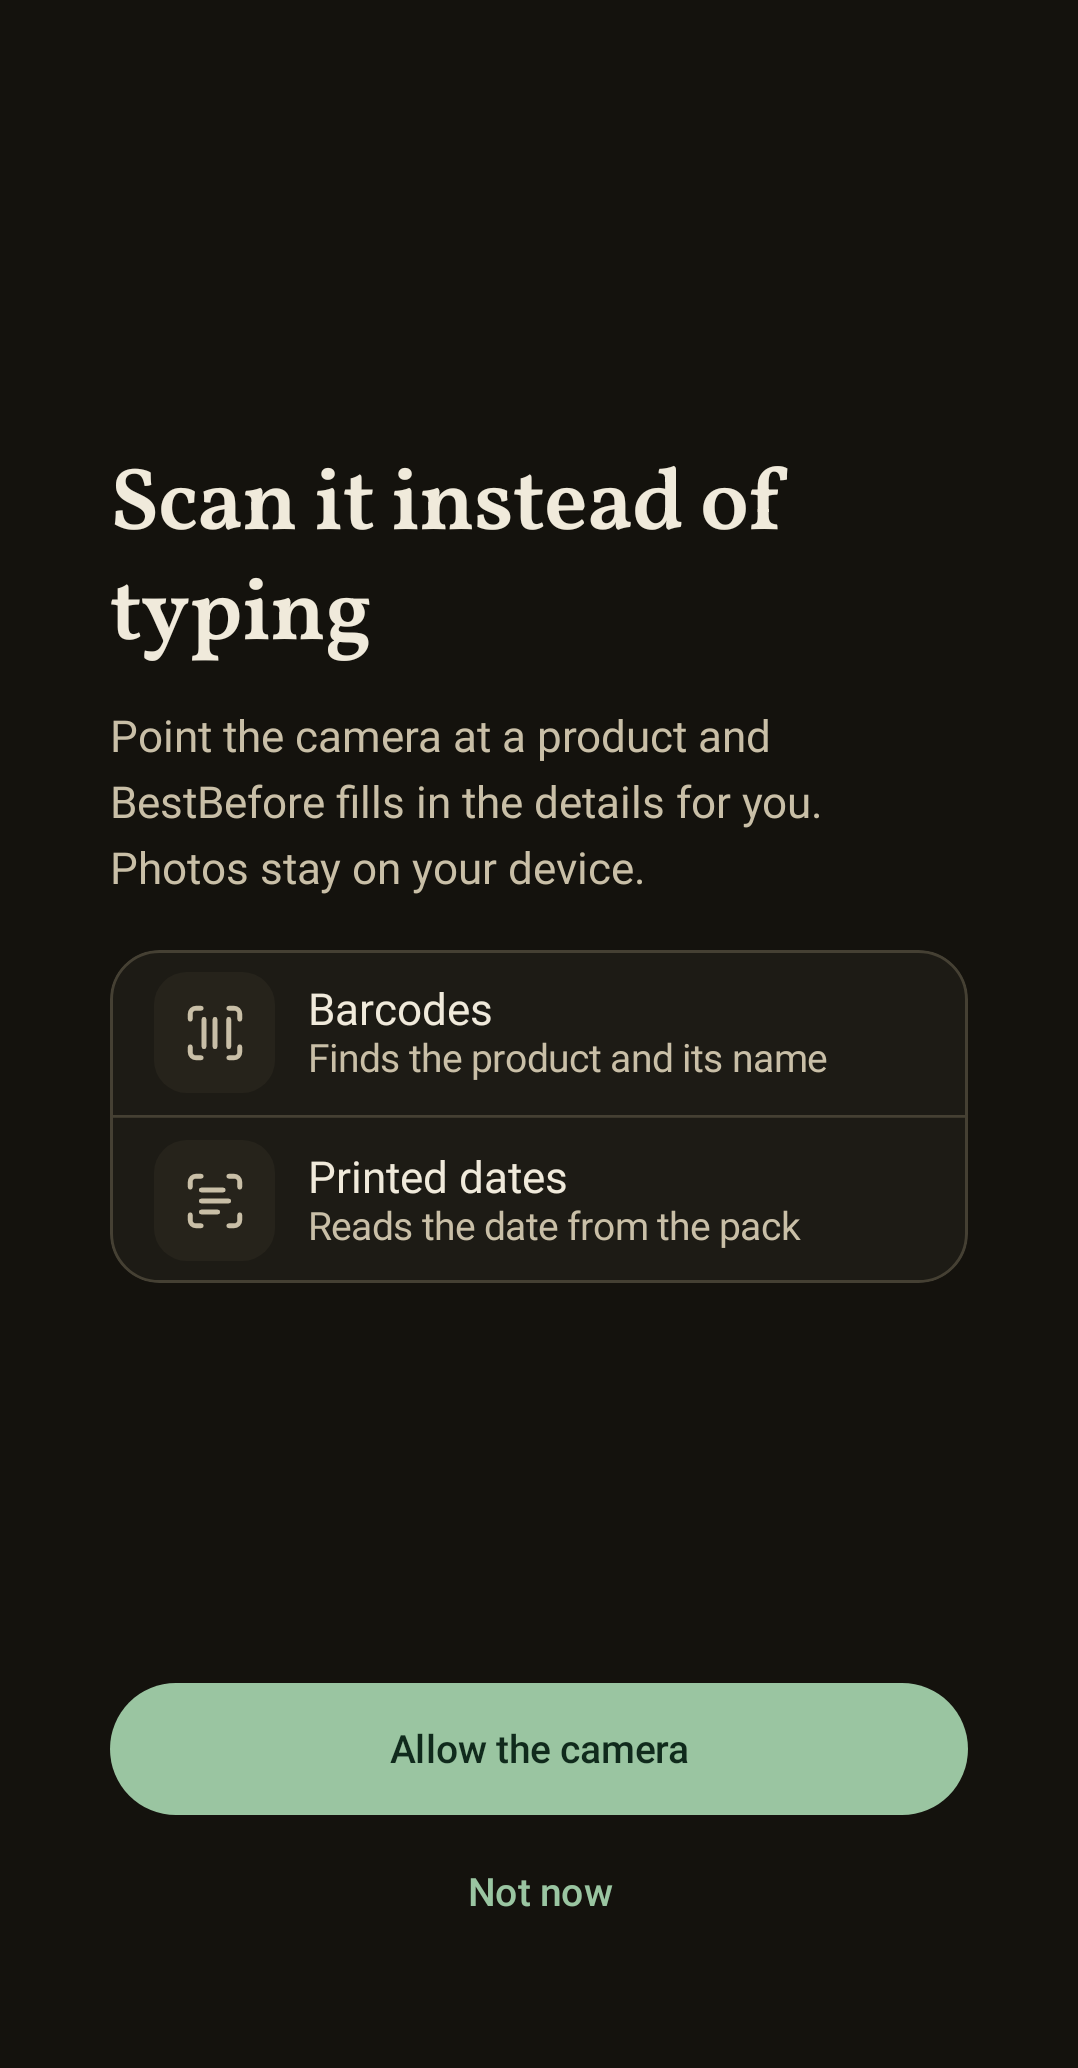 Scan it instead of
typing
Point the camera at a product and
BestBefore fills in the details for you.
Photos stay on your device.
Barcodes
Finds the product and its name
Printed dates
Reads the date from the pack
Allow the camera
Not now